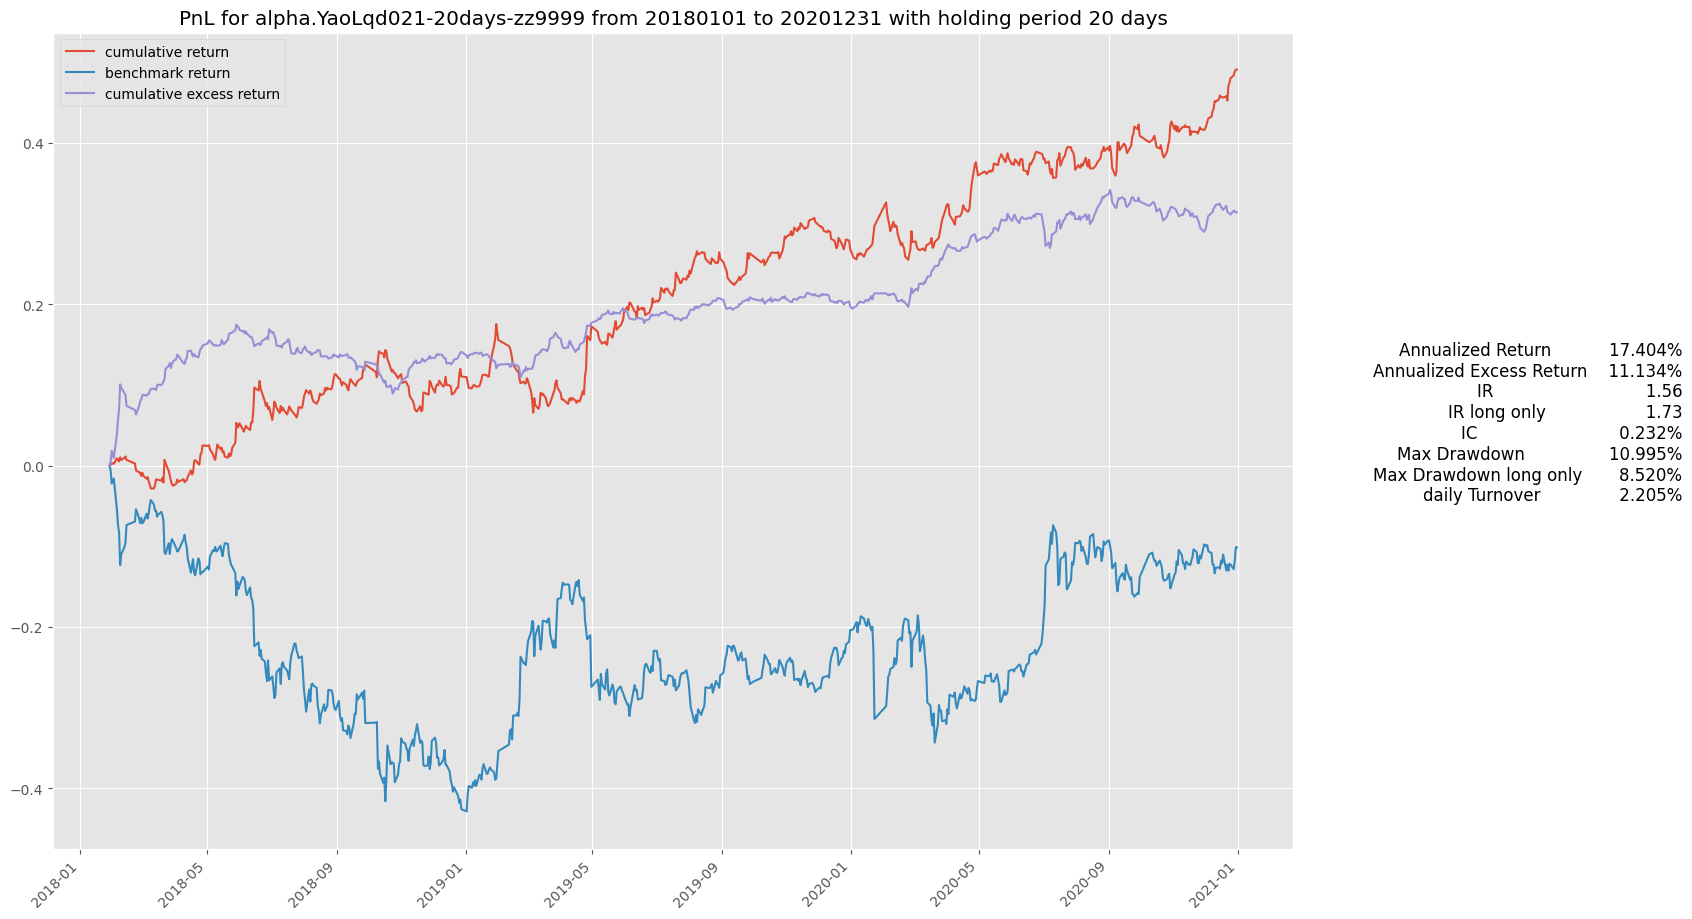 PnL for alpha.YaoLqd021-20days-zz9999 from 20180101 to 20201231 with holding period 20 days
cumulative return
benchmark return
cumulative excess return
0.4
0.2
0.0
−0.2
−0.4
2018-01
2018-05
2018-09
2019-01
2019-05
2019-09
2020-01
2020-05
2020-09
2021-01
Annualized Return 17.404%
Annualized Excess Return 11.134%
IR 1.56
IR long only 1.73
IC 0.232%
Max Drawdown 10.995%
Max Drawdown long only 8.520%
daily Turnover 2.205%